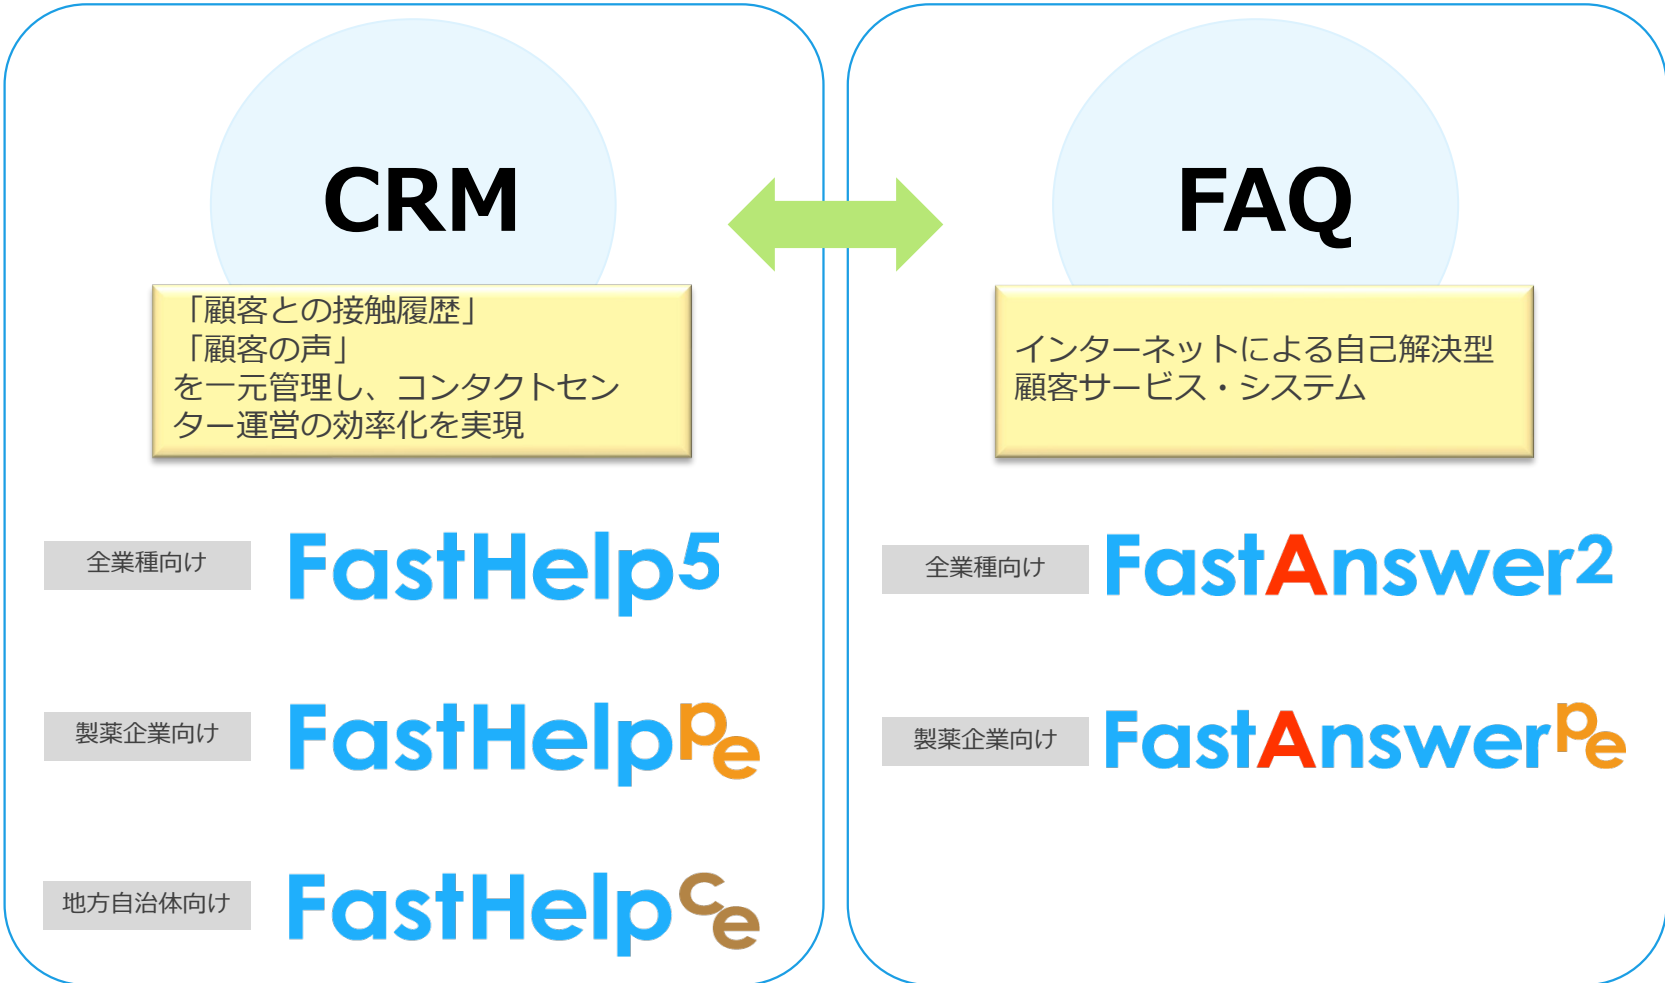 CRM
「顧客との接触履歴」
「顧客の声」
を一元管理し、コンタクトセン
ター運営の効率化を実現
全業種向け
FastHelp5
製薬企業向け
FastHelppe
地方自治体向け
FastHelpce
FAQ
インターネットによる自己解決型
顧客サービス・システム
全業種向け
FastAnswer2
製薬企業向け
FastAnswerpe